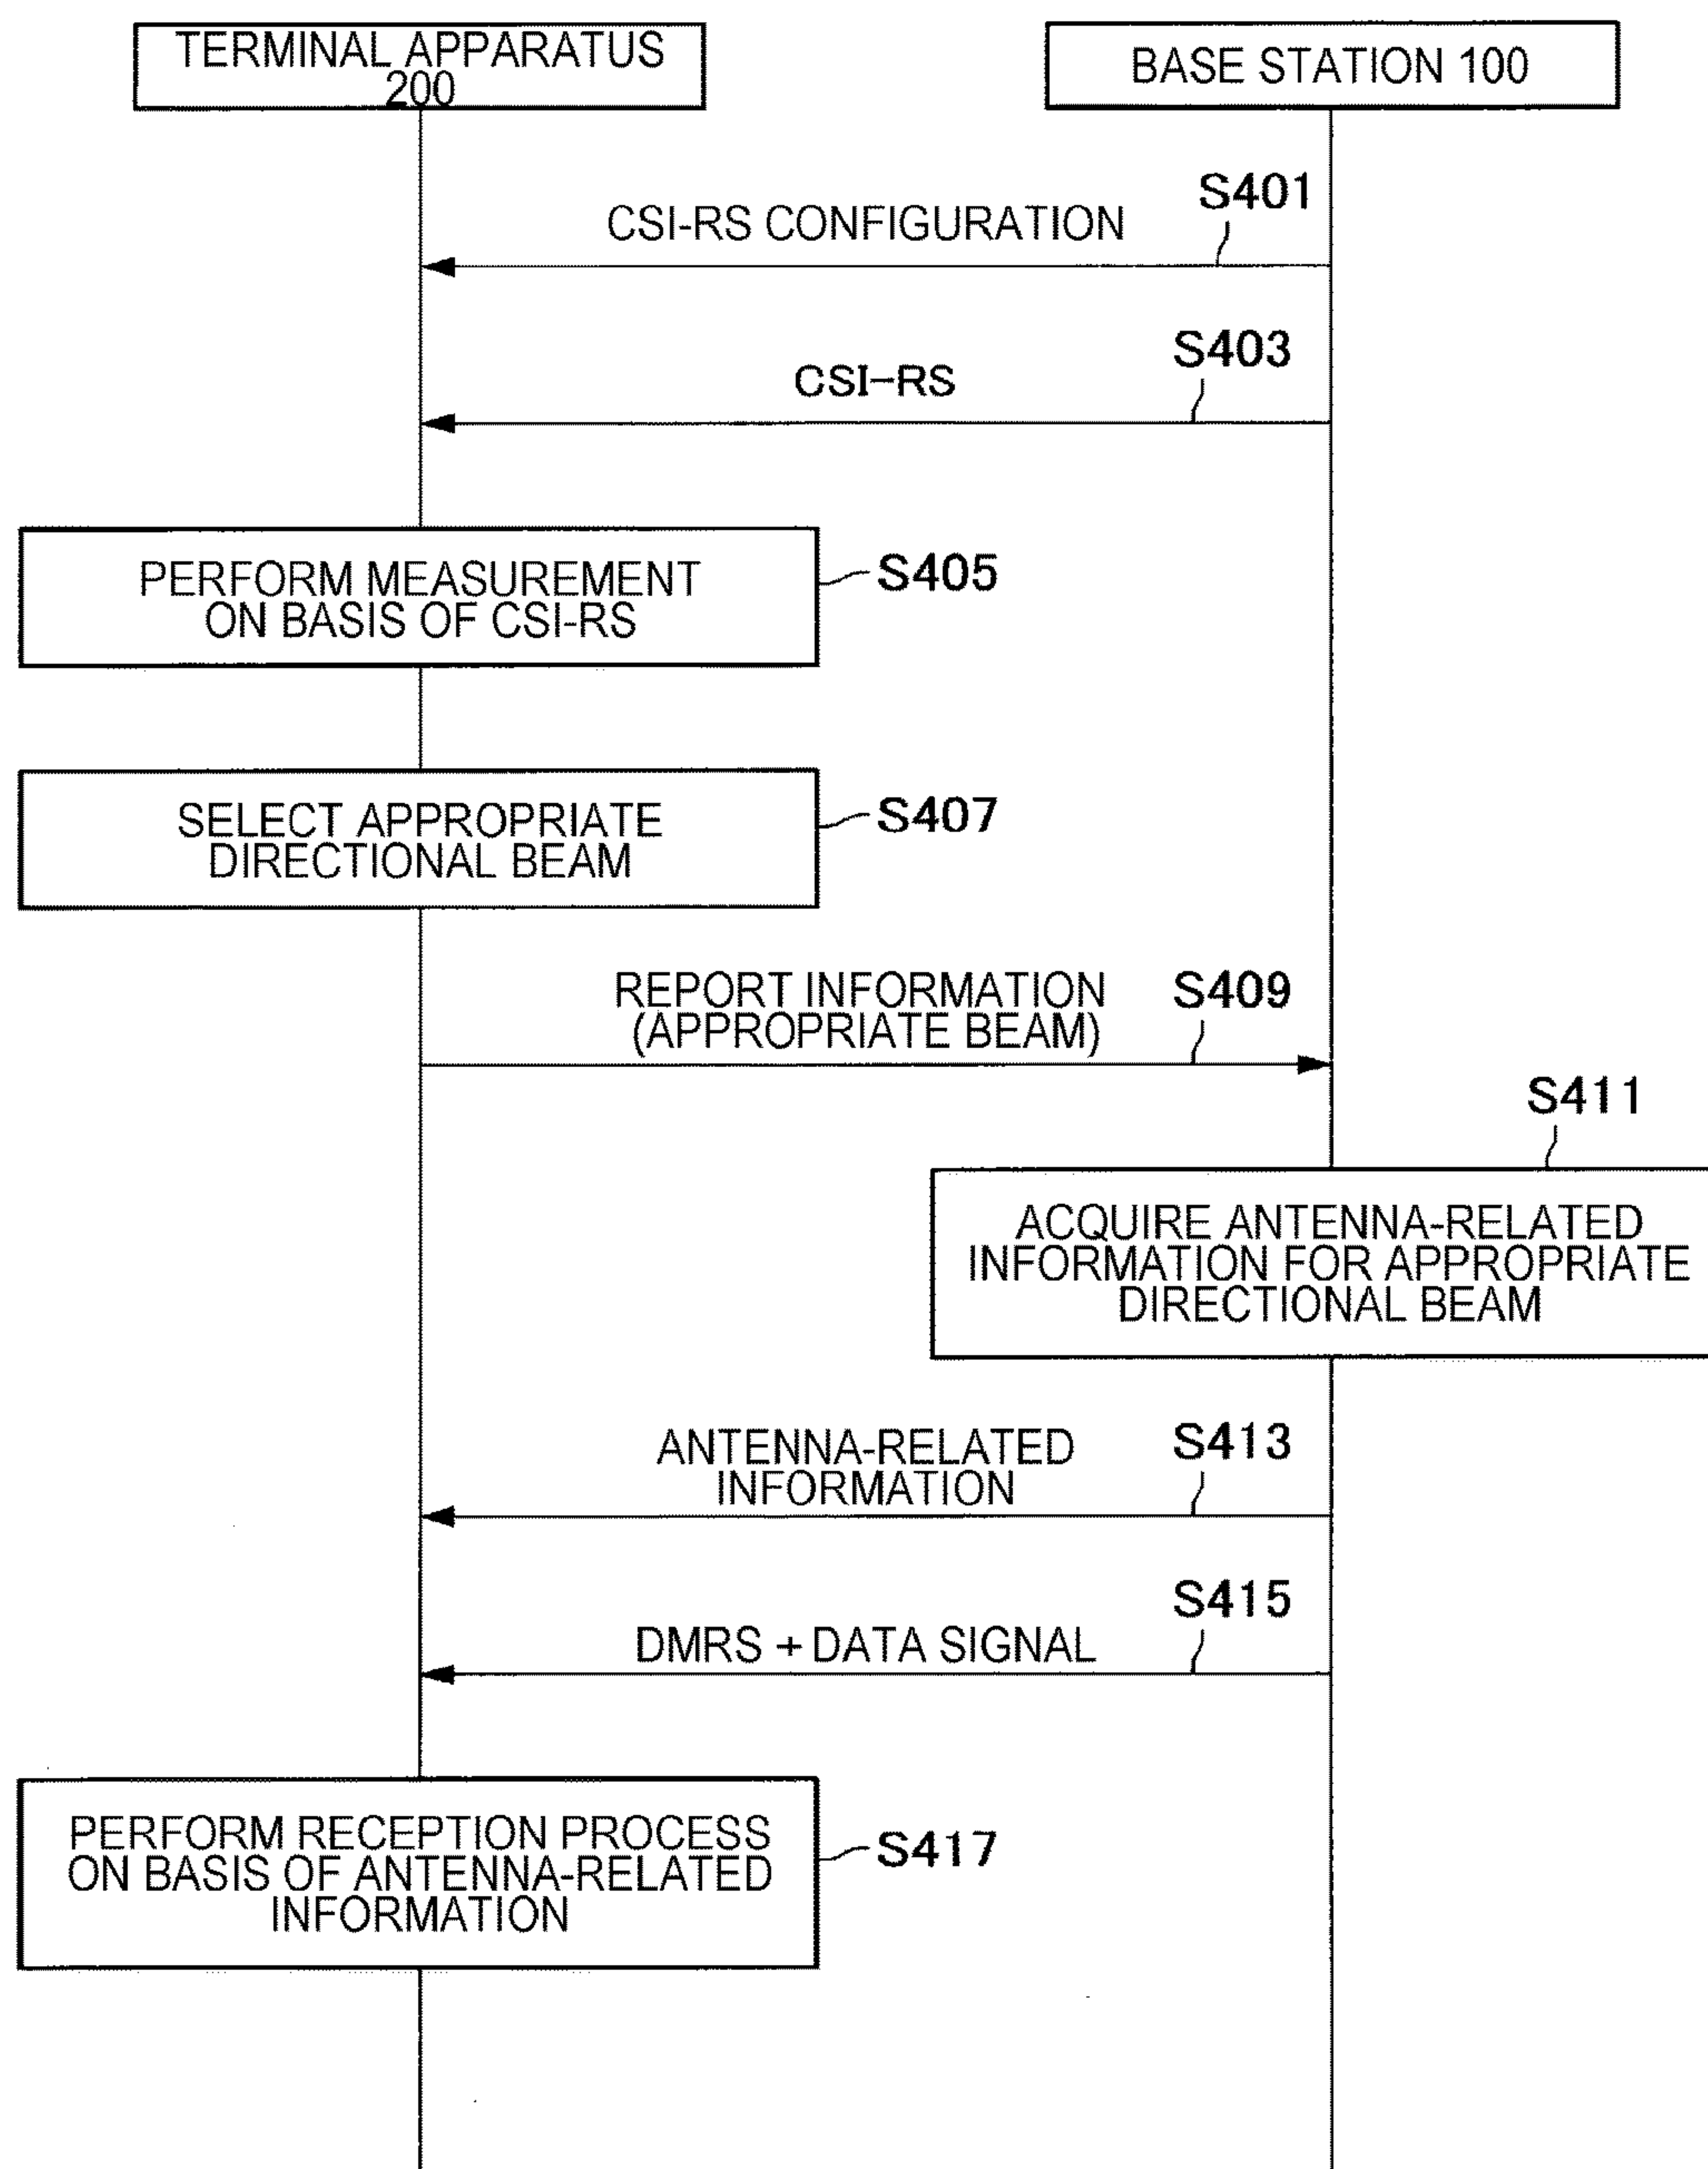 TERMINAL APPARATUS
200
BASE STATION 100
S401
CSI-RS CONFIGURATION
S403
CSI-RS
PERFORM MEASUREMENT
ON BASIS OF CSI-RS
S405
SELECT APPROPRIATE
DIRECTIONAL BEAM
S407
REPORT INFORMATION
(APPROPRIATE BEAM)
S409
S411
ACQUIRE ANTENNA-RELATED
INFORMATION FOR APPROPRIATE
DIRECTIONAL BEAM
ANTENNA-RELATED
INFORMATION
S413
S415
DMRS + DATA SIGNAL
PERFORM RECEPTION PROCESS
ON BASIS OF ANTENNA-RELATED
INFORMATION
S417